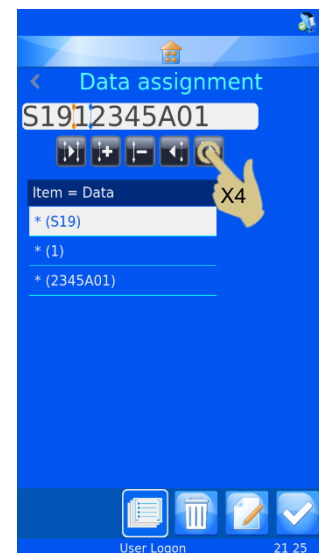 Data assignment
S1912345A01
X4
Item = Data
* (S19)
* (1)
* (2345A01)
User Logon
21 25